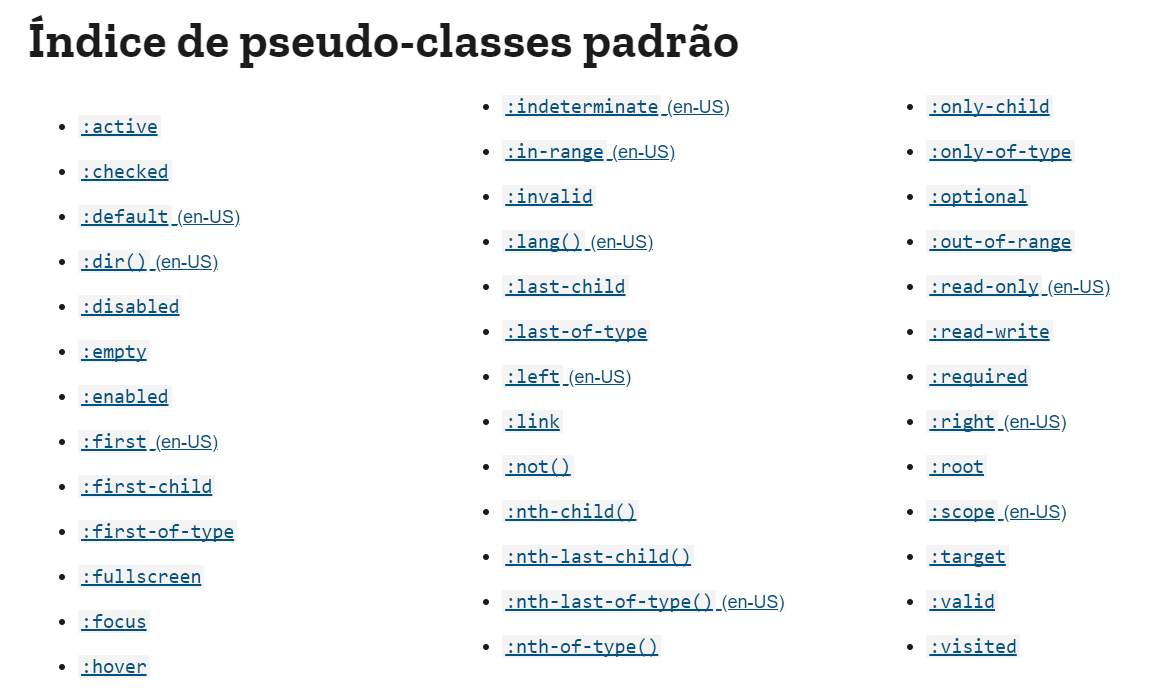 Índice de pseudo-classes padrão
:active
:checked
:default (en-US)
:dir() (en-US)
:disabled
:empty
:enabled
:first (en-US)
:first-child
:first-of-type
:fullscreen
:focus
:hover
:indeterminate (en-US)
:in-range (en-US)
:invalid
:lang() (en-US)
:last-child
:last-of-type
:left (en-US)
:link
:not()
:nth-child()
:nth-last-child()
:nth-last-of-type() (en-US)
:nth-of-type()
:only-child
:only-of-type
:optional
:out-of-range
:read-only (en-US)
:read-write
:required
:right (en-US)
:root
:scope (en-US)
:target
:valid
:visited